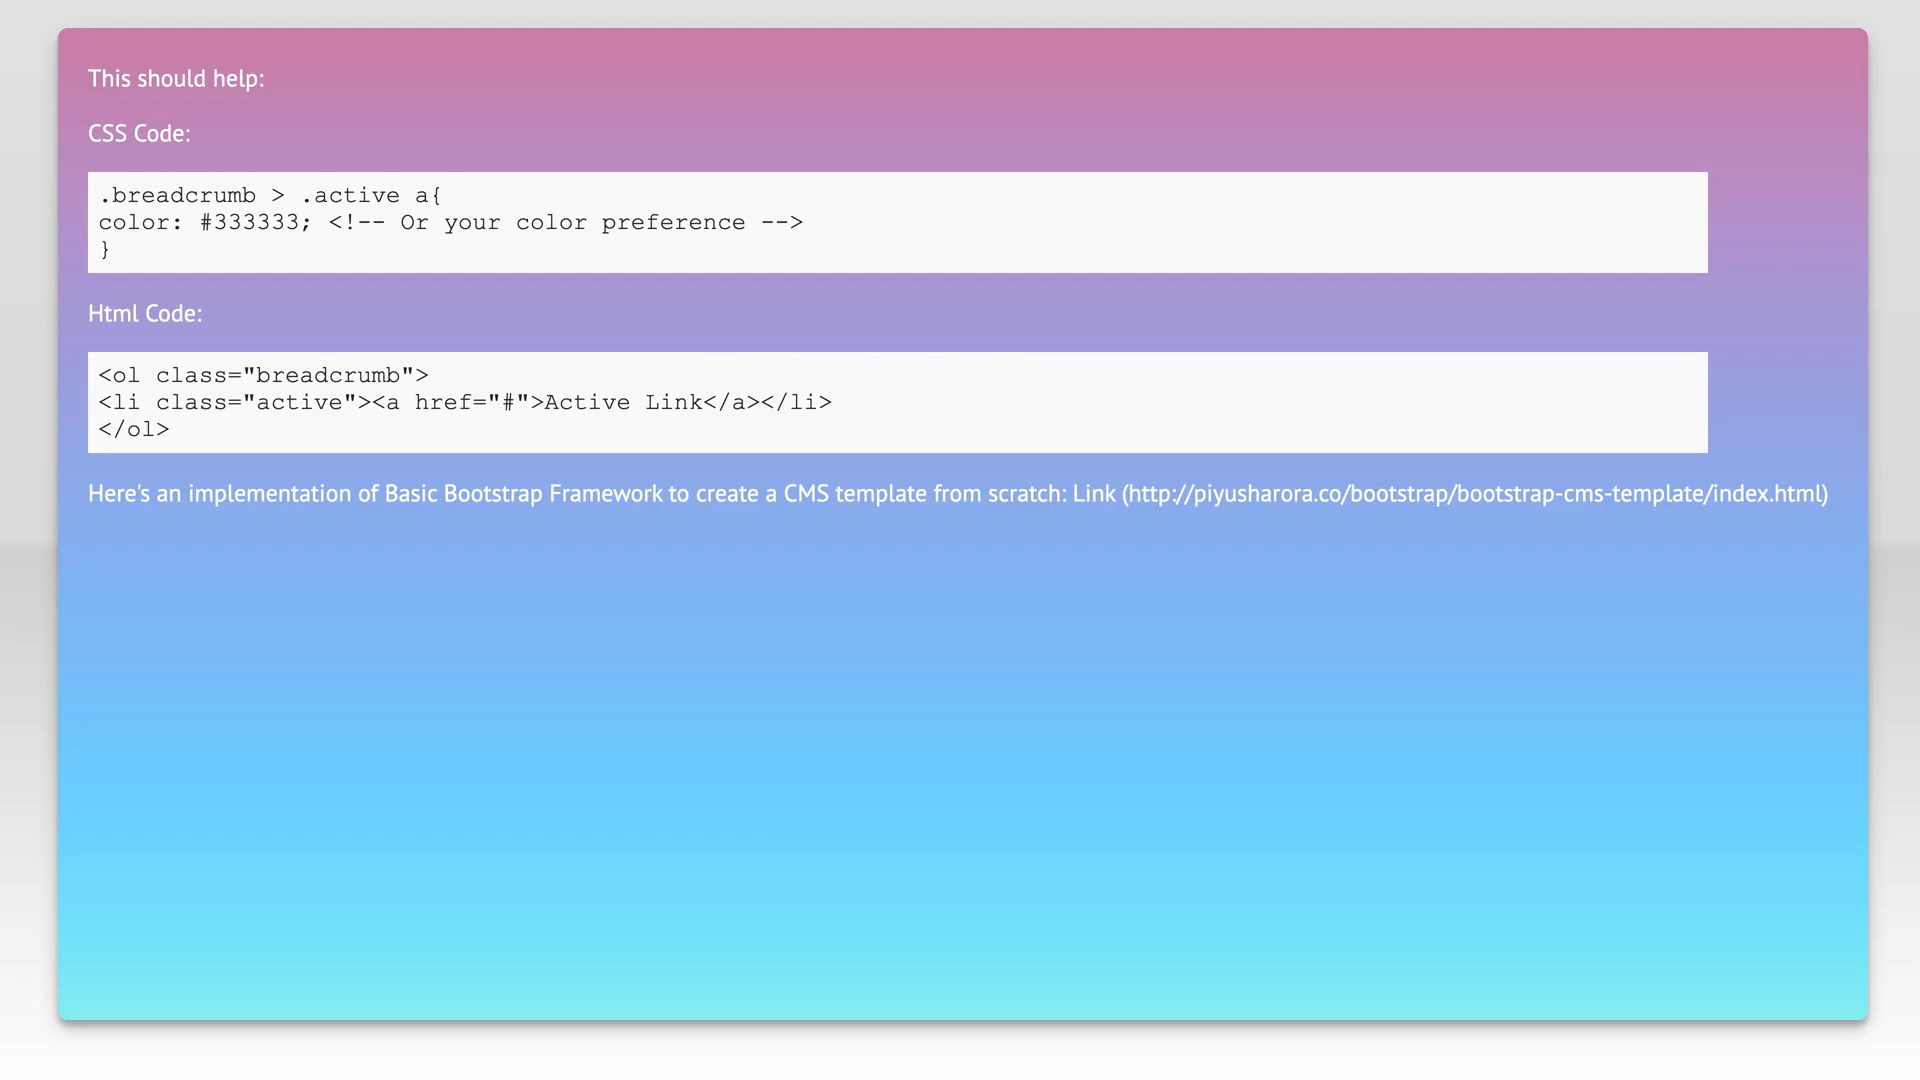 This should help:
CSS Code:
.breadcrumb > .active a{
color: #333333; <!-- Or your color preference -->
}
Html Code:
<ol class="breadcrumb">
<li class="active"><a href="#">Active Link</a></li>
</ol>
Here's an implementation of Basic Bootstrap Framework to create a CMS template from scratch: Link (http://piyusharora.co/bootstrap/bootstrap-cms-template/index.html)